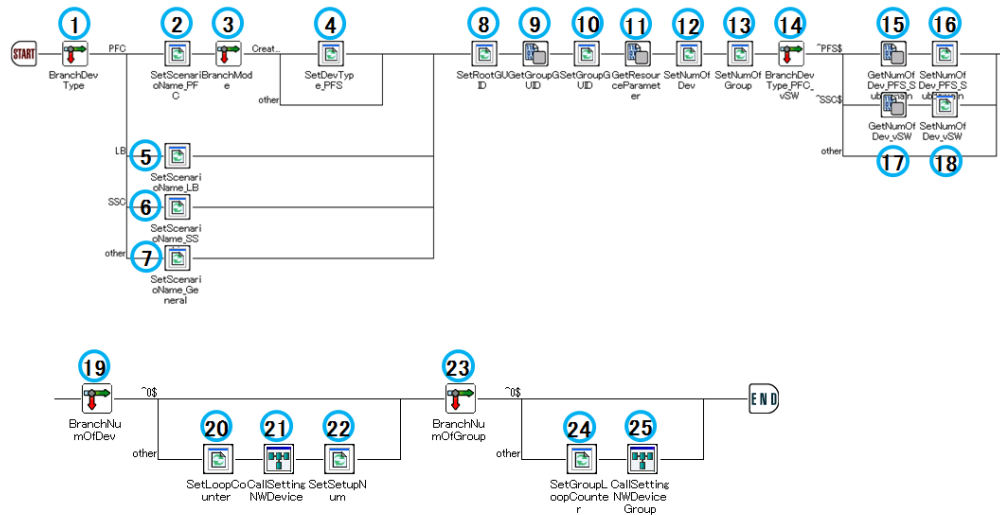 1
2
3
4
8
9
10
11
12
13
14
15
16
START
PFC
Creat...
^PFS$
BranchDev
Type
SetScenari
oName_PF
C
BranchMod
e
other
SetDevTyp
e_PFS
SetRootGU
ID
GetGroupG
UID
SetGroupG
UID
GetResour
ceParamet
er
SetNumOf
Dev
SetNumOf
Group
BranchDev
Type_PFC_
vSW
GetNumOf
Dev_PFS_S
SetNumOf
Dev_PFS_S
^SSC$
GetNumOf
Dev_vSW
SetNumOf
Dev_vSW
other
17
18
LB
5
SetScenari
oName_LB
SSC
6
SetScenari
oName_SS
other
7
SetScenari
oName_Ge
neral
19
23
^0$
^0$
END
BranchNu
mOfDev
BranchNu
mOfGroup
20
21
22
24
25
other
other
SetLoopCo
unter
CallSetting
NWDevice
SetSetupN
um
SetGroupL
oopCounte
r
CallSetting
NWDevice
Group